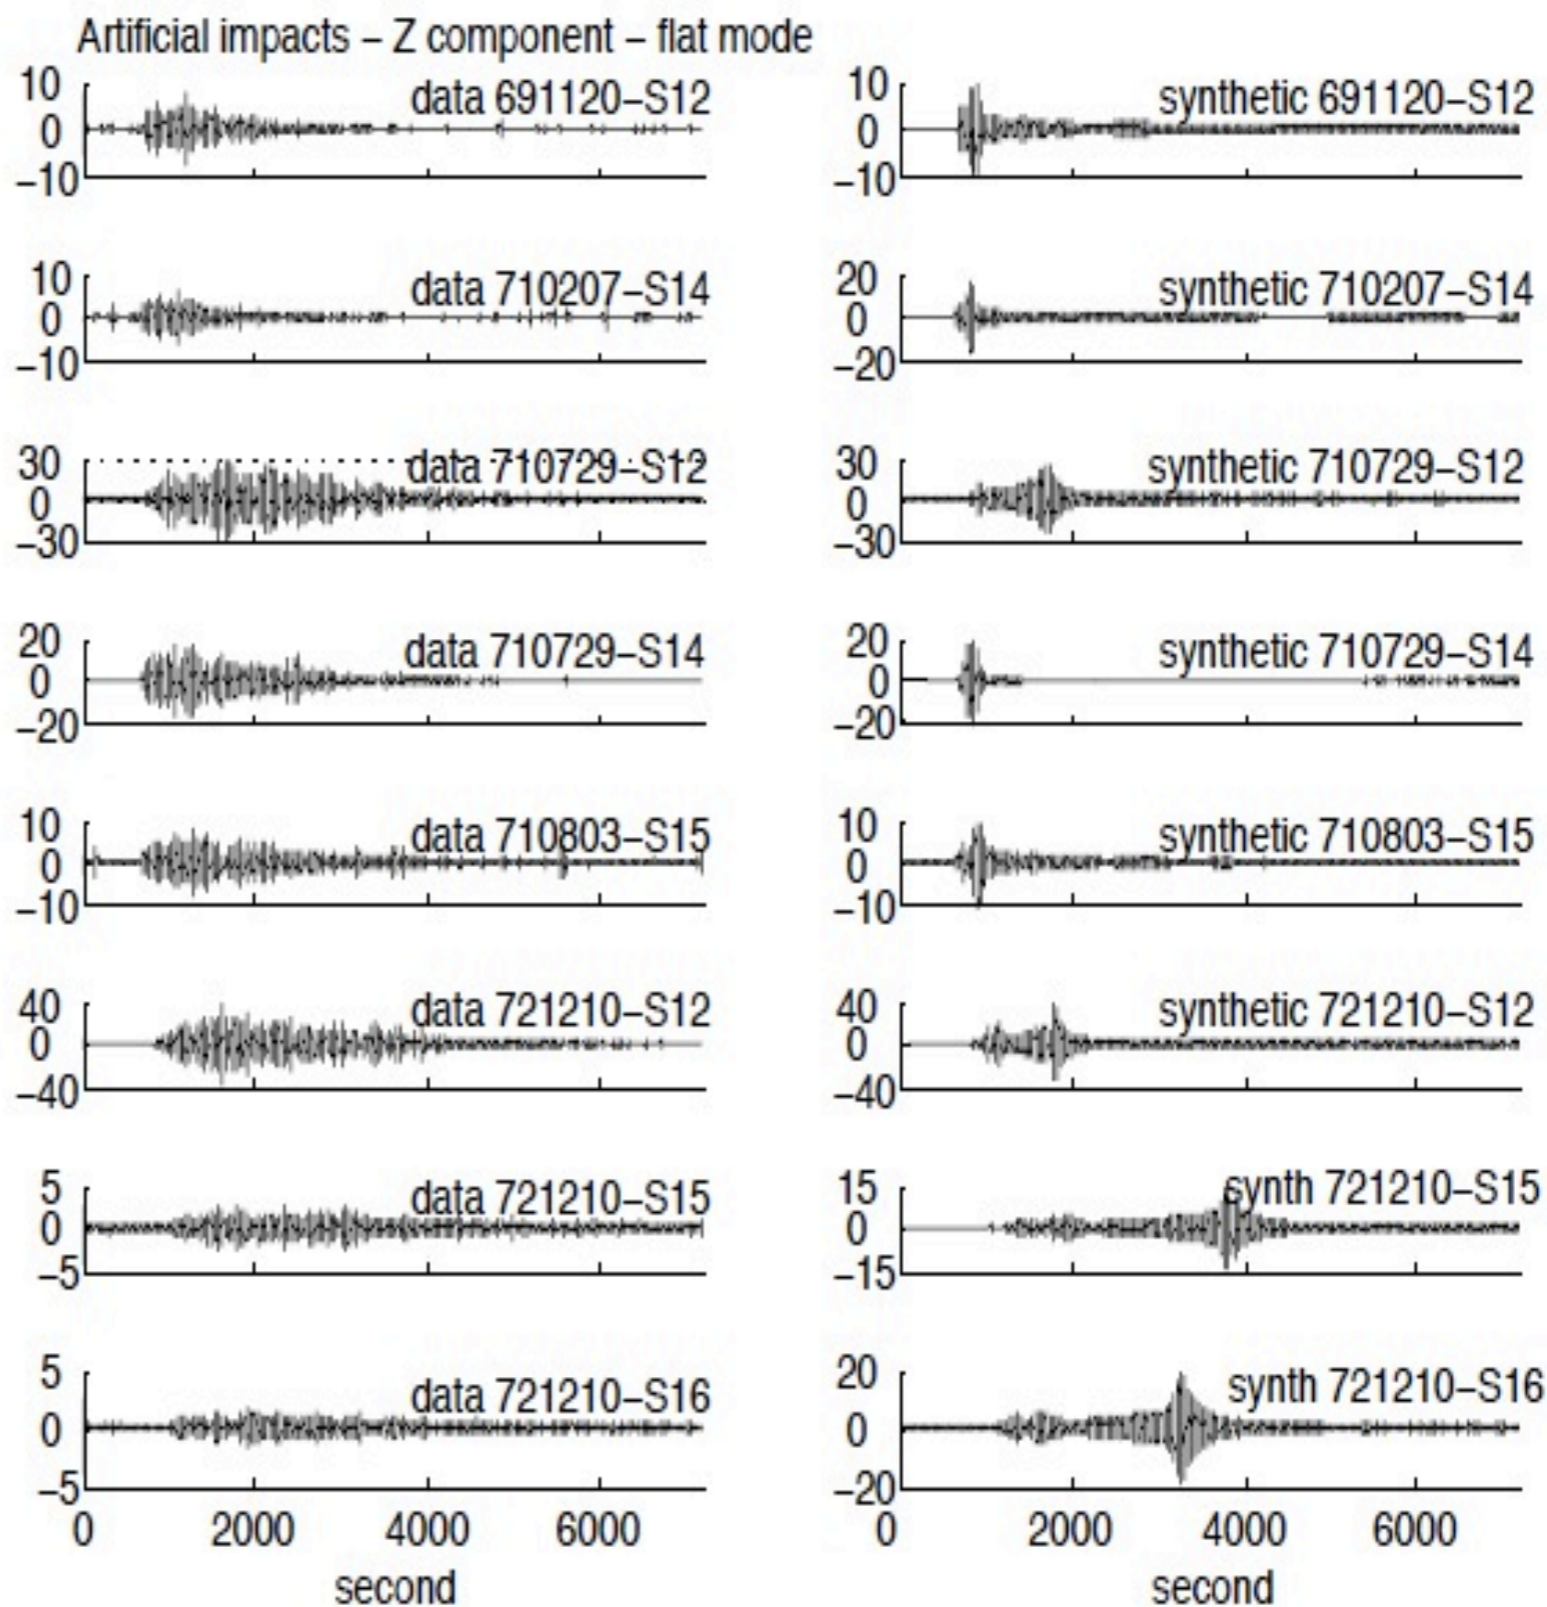 Artificial impacts – Z component – flat mode
10
0
–10
data 691120–S12
10
0
–10
synthetic 691120–S12
10
0
–10
data 710207–S14
20
0
–20
synthetic 710207–S14
30
0
–30
data 710729–S12
30
0
–30
synthetic 710729–S12
20
0
–20
data 710729–S14
20
0
–20
synthetic 710729–S14
10
0
–10
data 710803–S15
10
0
–10
synthetic 710803–S15
40
0
–40
data 721210–S12
40
0
–40
synthetic 721210–S12
5
0
–5
data 721210–S15
15
0
–15
synth 721210–S15
5
0
–5
data 721210–S16
20
0
–20
synth 721210–S16
0 2000 4000 6000
second
0 2000 4000 6000
second